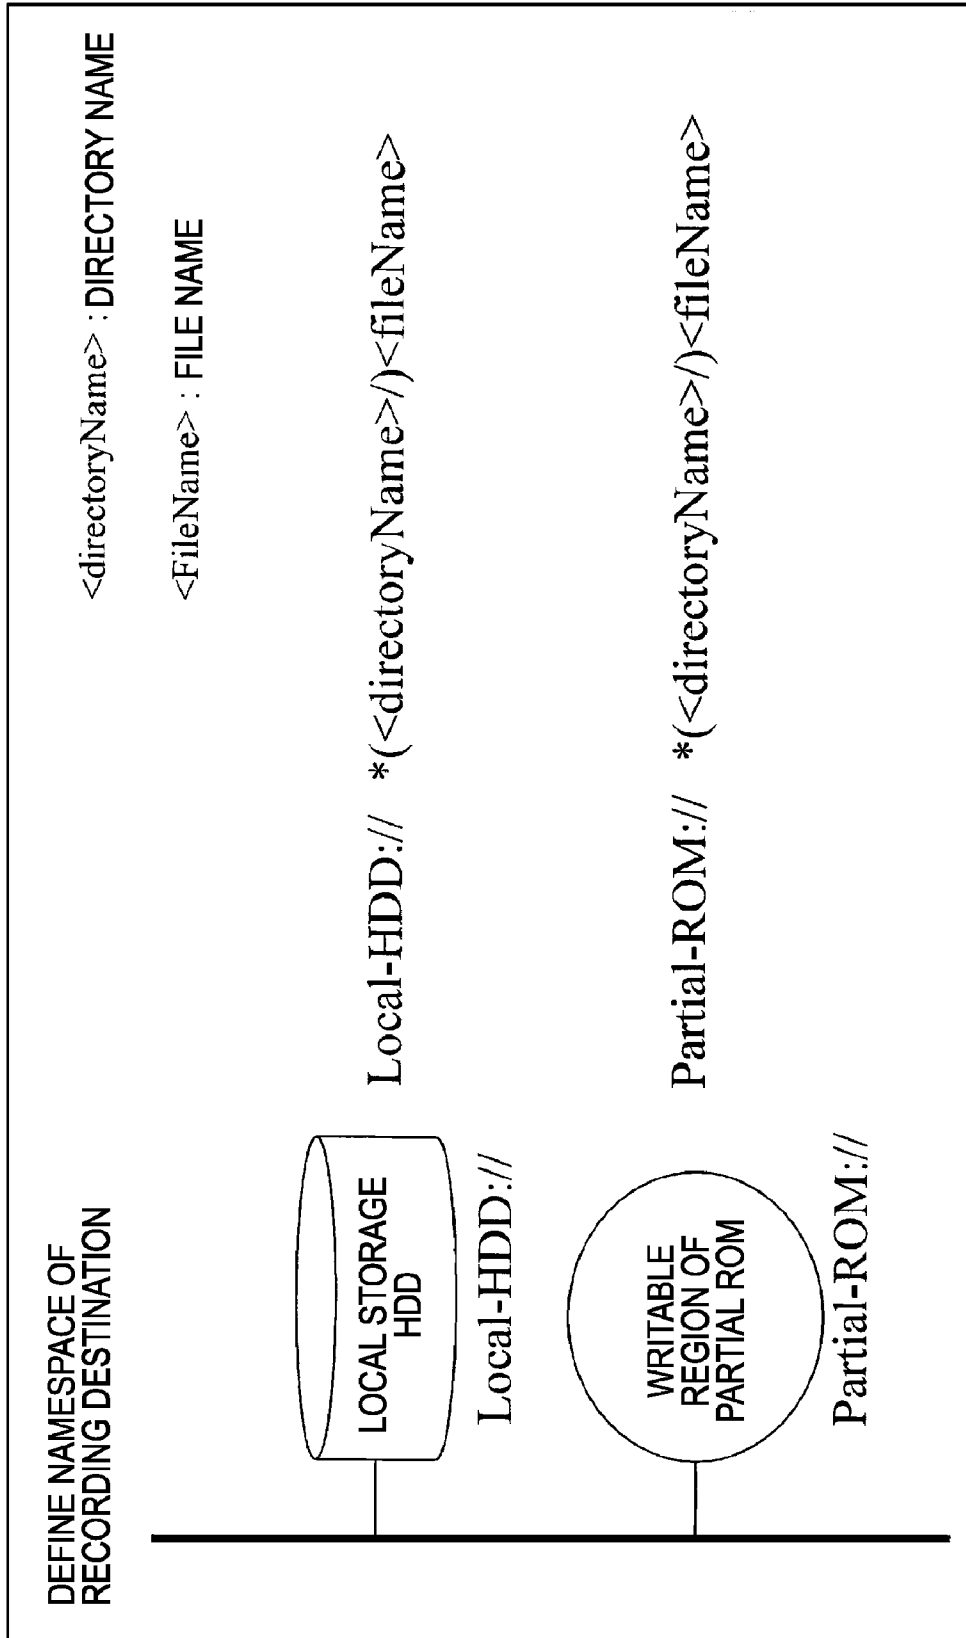 DEFINE NAMESPACE OF
RECORDING DESTINATION
<directoryName> : DIRECTORY NAME
<FileName> : FILE NAME
LOCAL STORAGE
HDD
Local-HDD://
Local-HDD:// *(<directoryName>/)<fileName>
WRITABLE
REGION OF
PARTIAL ROM
Partial-ROM://
Partial-ROM:// *(<directoryName>/)<fileName>